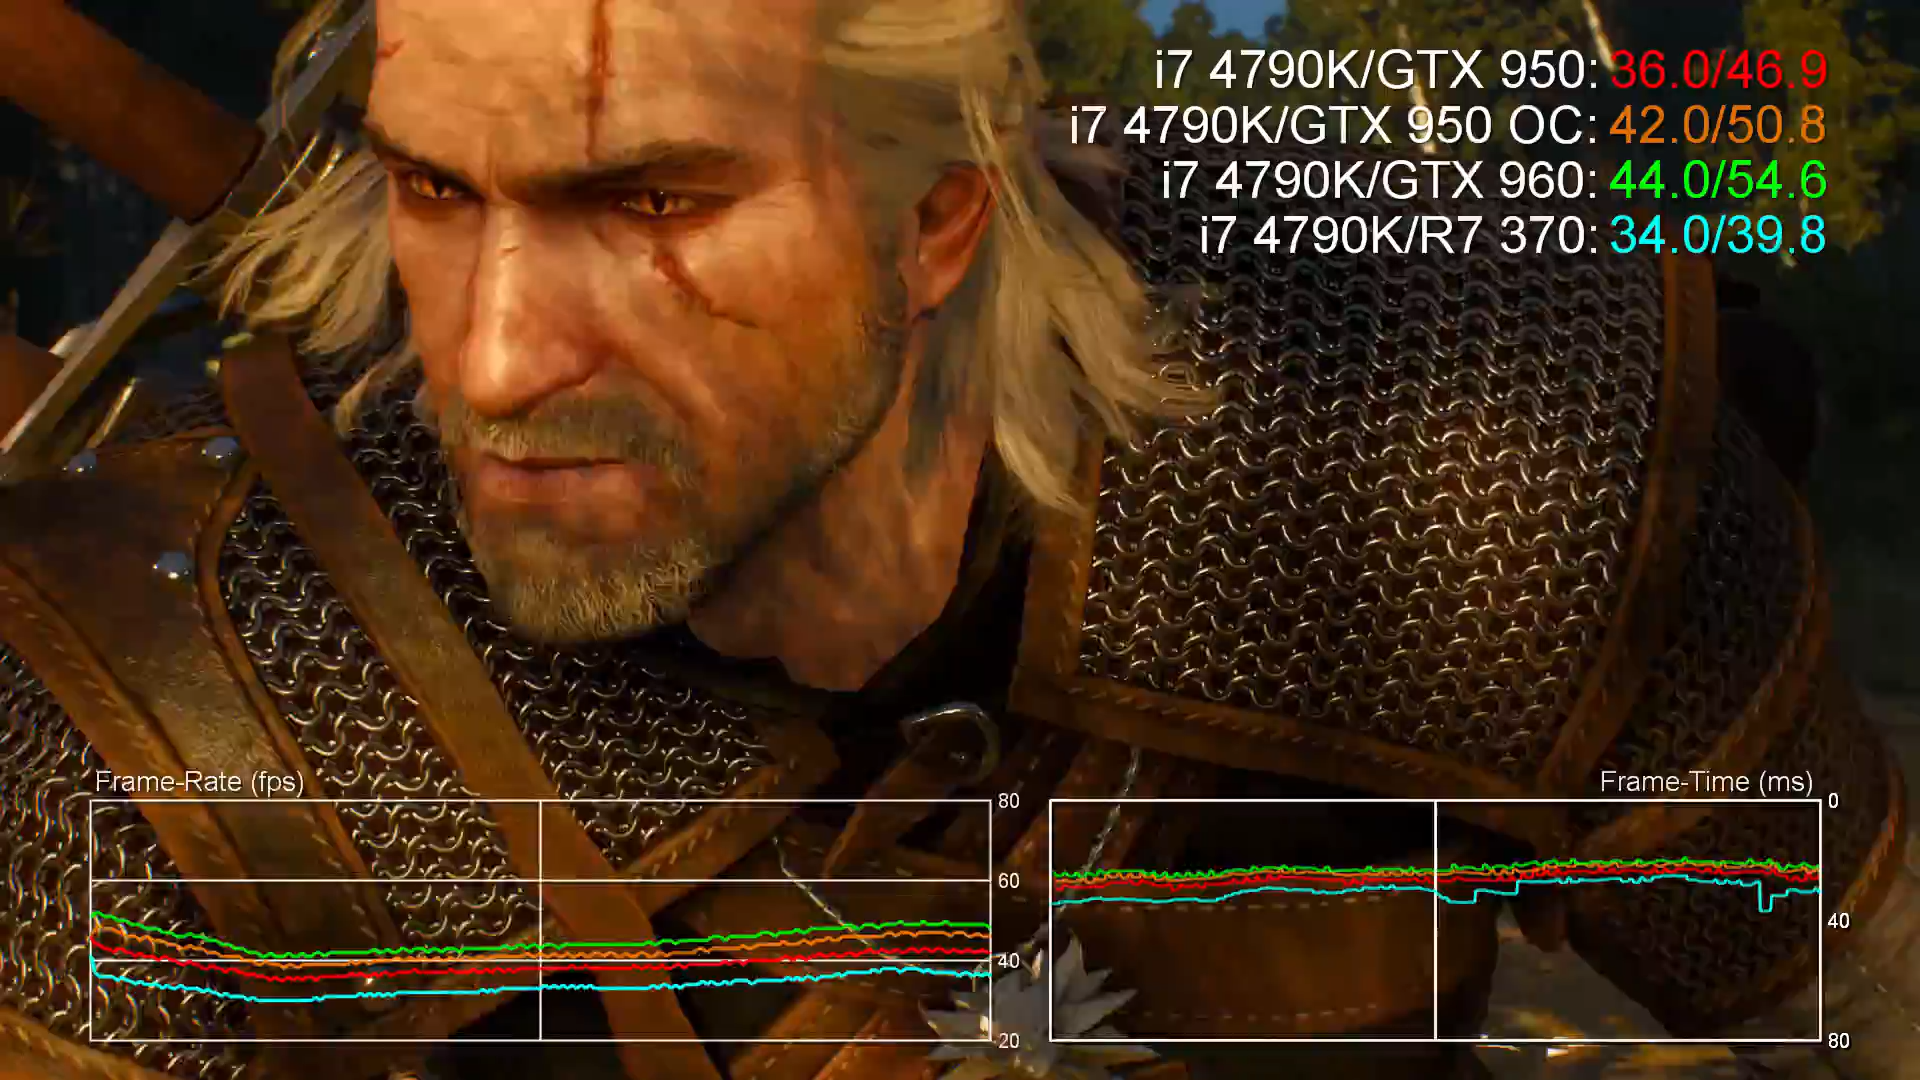 i7 4790K/GTX 950: 36.0/46.9
i7 4790K/GTX 950 OC: 42.0/50.8
i7 4790K/GTX 960: 44.0/54.6
i7 4790K/R7 370: 34.0/39.8
Frame-Rate (fps)
80
60
40
20
Frame-Time (ms)
0
40
80